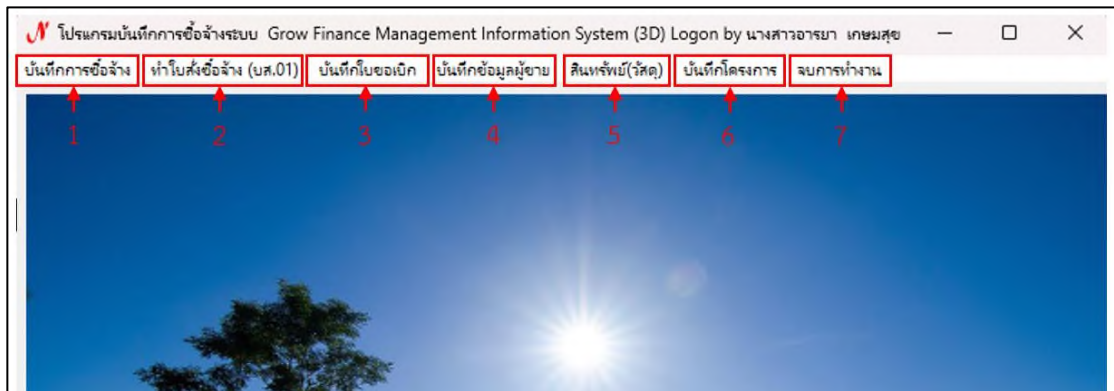 N โปรแกรมบันทึกการซื้อจ้างระบบ Grow Finance Management Information System (3D) Logon by นางสาวอารยา เกษมสุข
บันทึกการซื้อจ้าง ทำใบสั่งซื้อจ้าง (บส.01) บันทึกใบขอเบิก บันทึกข้อมูลผู้ขาย สินทรัพย์(วัสดุ) บันทึกโครงการ จบการทำงาน
1 2 3 4 5 6 7